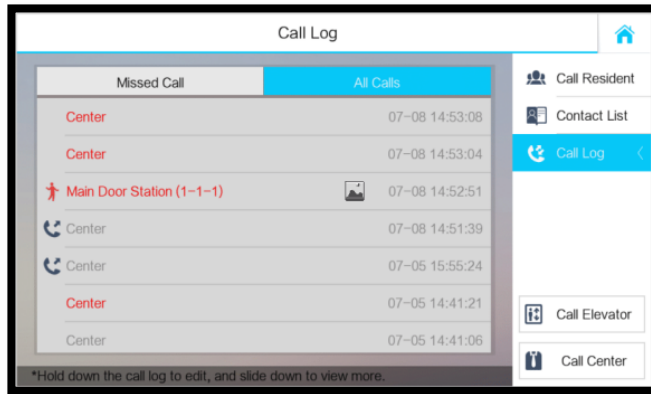 Call Log
Missed Call
All Calls
Center 07-08 14:53:08
Center 07-08 14:53:04
Main Door Station (1-1-1) 07-08 14:52:51
Center 07-08 14:51:39
Center 07-05 15:55:24
Center 07-05 14:41:21
Center 07-05 14:41:06
*Hold down the call log to edit, and slide down to view more.
Call Resident
Contact List
Call Log
Call Elevator
Call Center